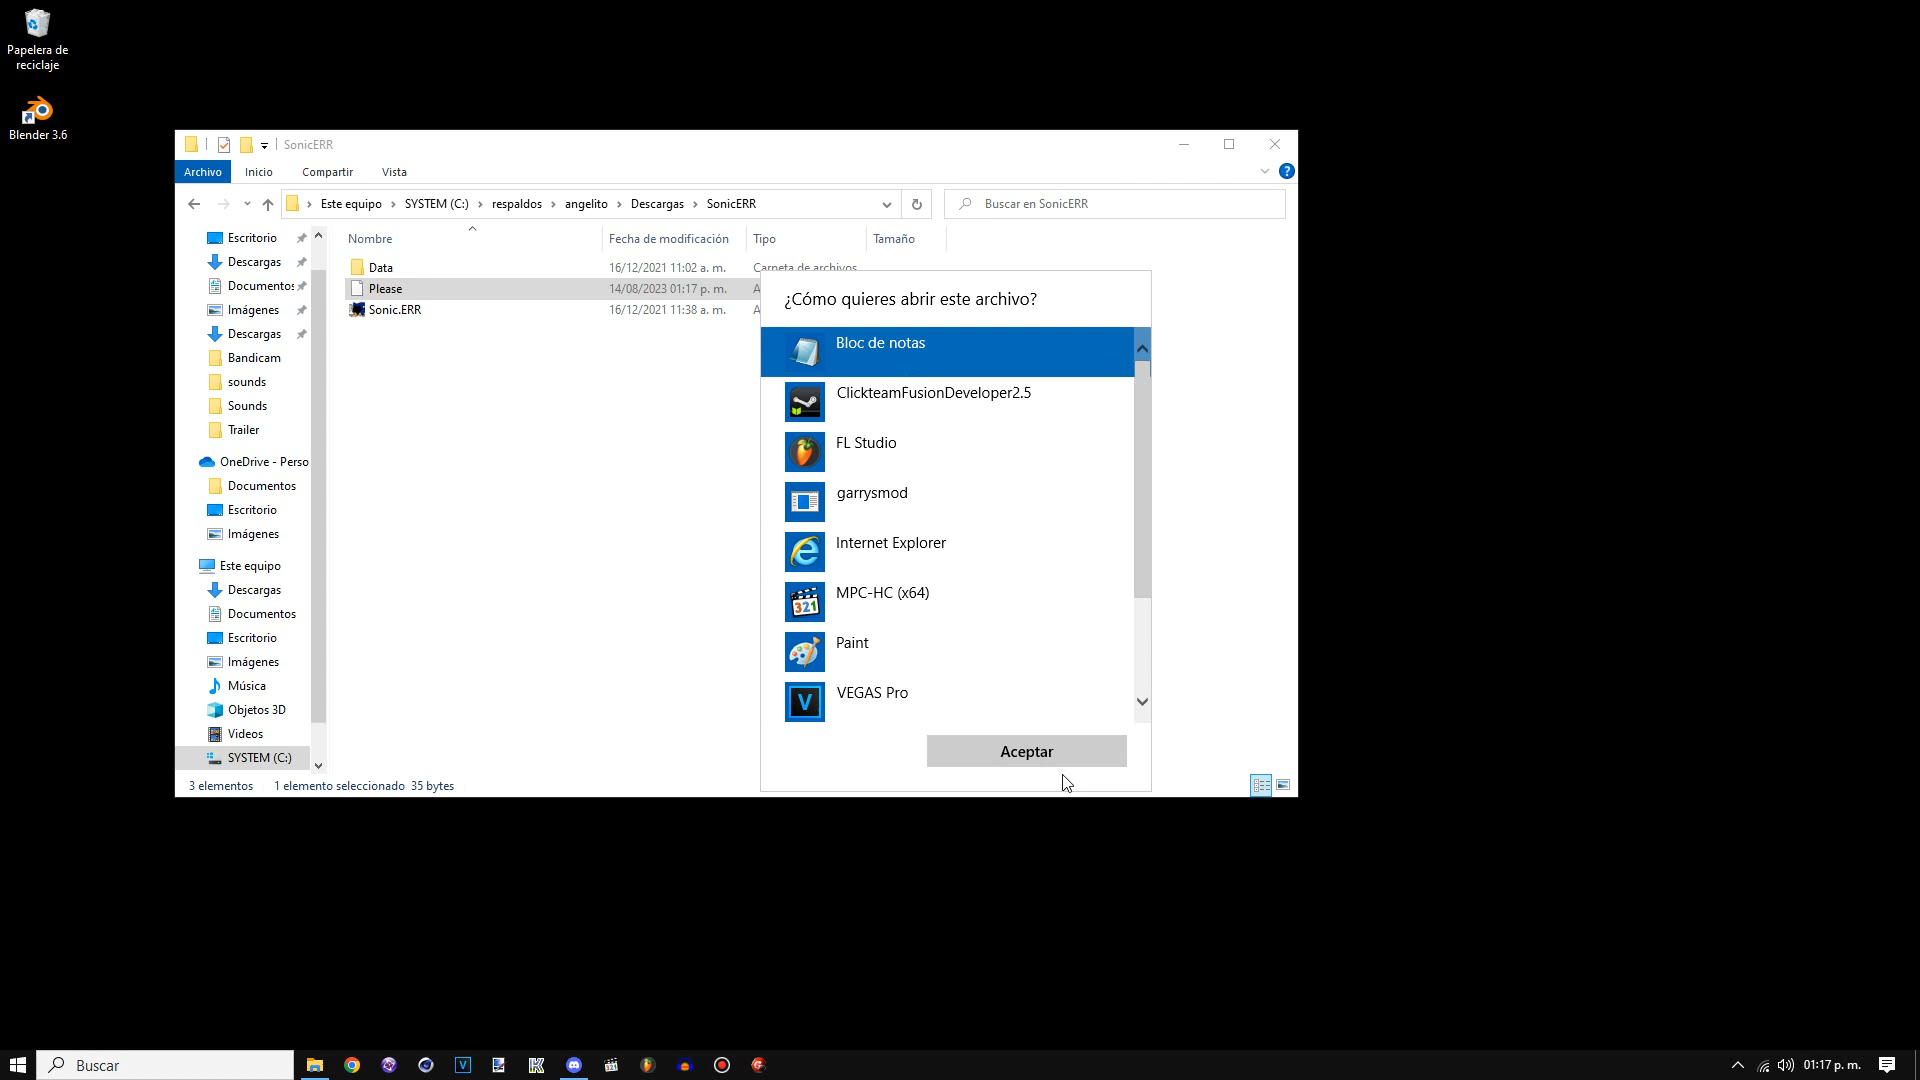 Papelera de
reciclaje
Blender 3.6
SonicERR
Archivo
Inicio
Compartir
Vista
Este equipo
SYSTEM (C:)
respaldos
angelito
Descargas
SonicERR
Buscar en SonicERR
Escritorio
Descargas
Documentos
Imágenes
Descargas
Bandicam
sounds
Sounds
Trailer
OneDrive - Perso
Documentos
Escritorio
Imágenes
Este equipo
Descargas
Documentos
Escritorio
Imágenes
Música
Objetos 3D
Videos
SYSTEM (C:)
Nombre
Fecha de modificación
Tipo
Tamaño
Data
16/12/2021 11:02 a. m.
Carpeta de archivos
Please
14/08/2023 01:17 p. m.
A
Sonic.ERR
16/12/2021 11:38 a. m.
A
¿Cómo quieres abrir este archivo?
Bloc de notas
ClickteamFusionDeveloper2.5
FL Studio
garrysmod
Internet Explorer
321
MPC-HC (x64)
Paint
V
VEGAS Pro
Aceptar
3 elementos
1 elemento seleccionado 35 bytes
Buscar
V
01:17 p. m.